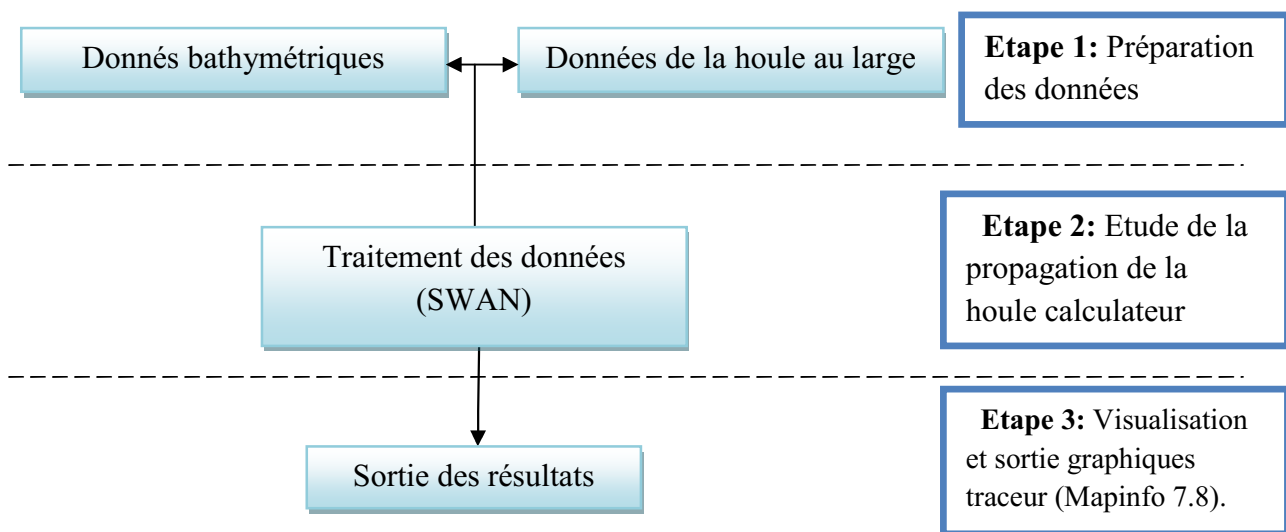 Donnés bathymétriques
Données de la houle au large
Etape 1: Préparation
des données
Traitement des données
(SWAN)
Etape 2: Etude de la
propagation de la
houle calculateur
Sortie des résultats
Etape 3: Visualisation
et sortie graphiques
traceur (Mapinfo 7.8).